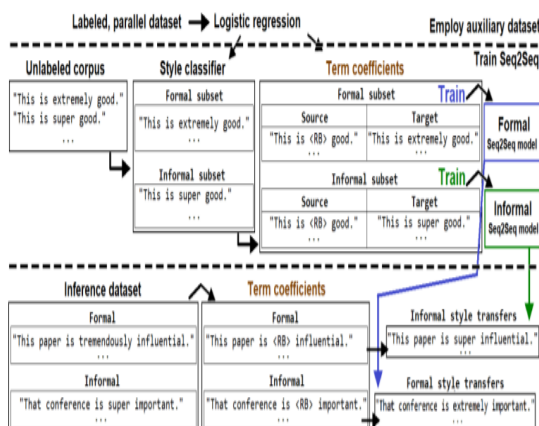 Labeled, parallel dataset
Logistic regression
Employ auxiliary dataset
Train Seq2Seq
Unlabeled corpus
"This is extremely good."
"This is super good."
...
Style classifier
Formal subset
"This is extremely good."
...
Informal subset
"This is super good."
...
Term coefficients
Formal subset
Source Target
"This is <RB> good." "This is extremely good."
... ...
Informal subset
Source Target
"This is <RB> good." "This is super good."
... ...
Train
Formal
Seq2Seq model
Train
Informal
Seq2Seq model
Inference dataset
Formal
"This paper is tremendously influential."
...
Informal
"That conference is super important."
...
Term coefficients
Formal
"This paper is <RB> influential."
...
Informal
"That conference is <RB> important."
...
Informal style transfers
"This paper is super influential."
...
Formal style transfers
"That conference is extremely important."
...